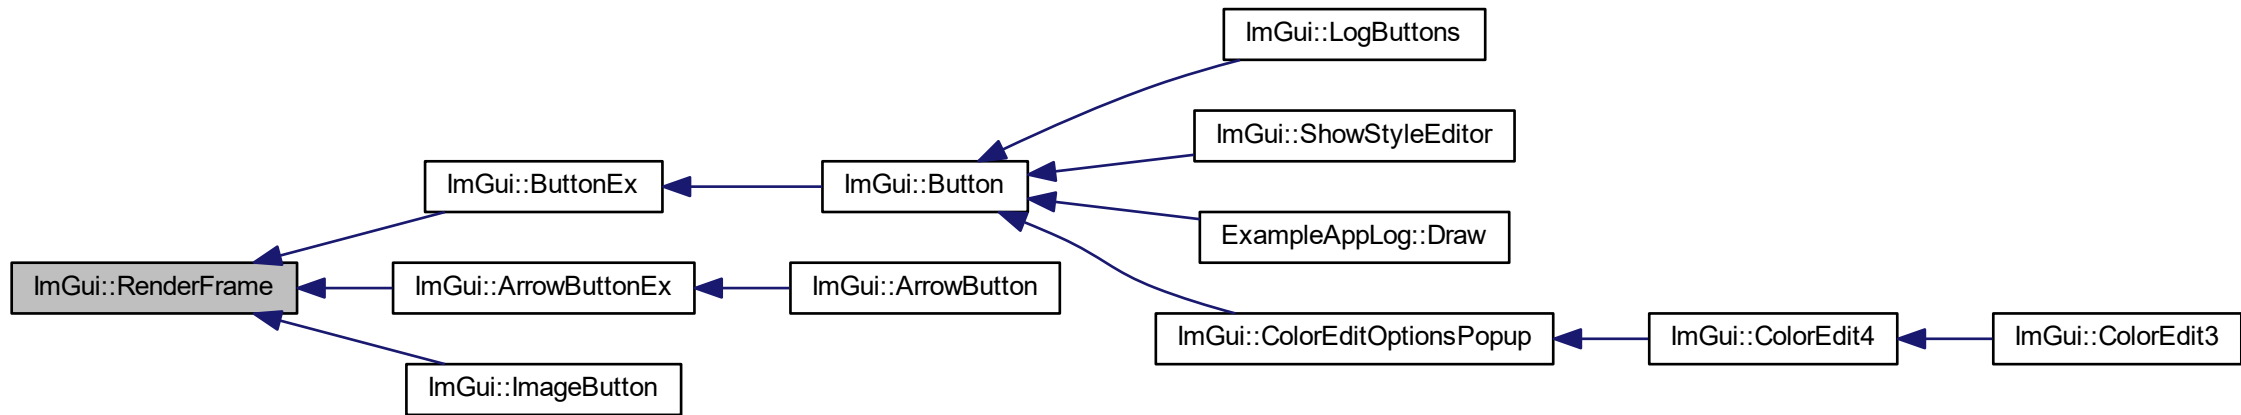 ImGui::LogButtons
ImGui::ShowStyleEditor
ImGui::ButtonEx
ImGui::Button
ExampleAppLog::Draw
ImGui::RenderFrame
ImGui::ArrowButtonEx
ImGui::ArrowButton
ImGui::ColorEditOptionsPopup
ImGui::ColorEdit4
ImGui::ColorEdit3
ImGui::ImageButton